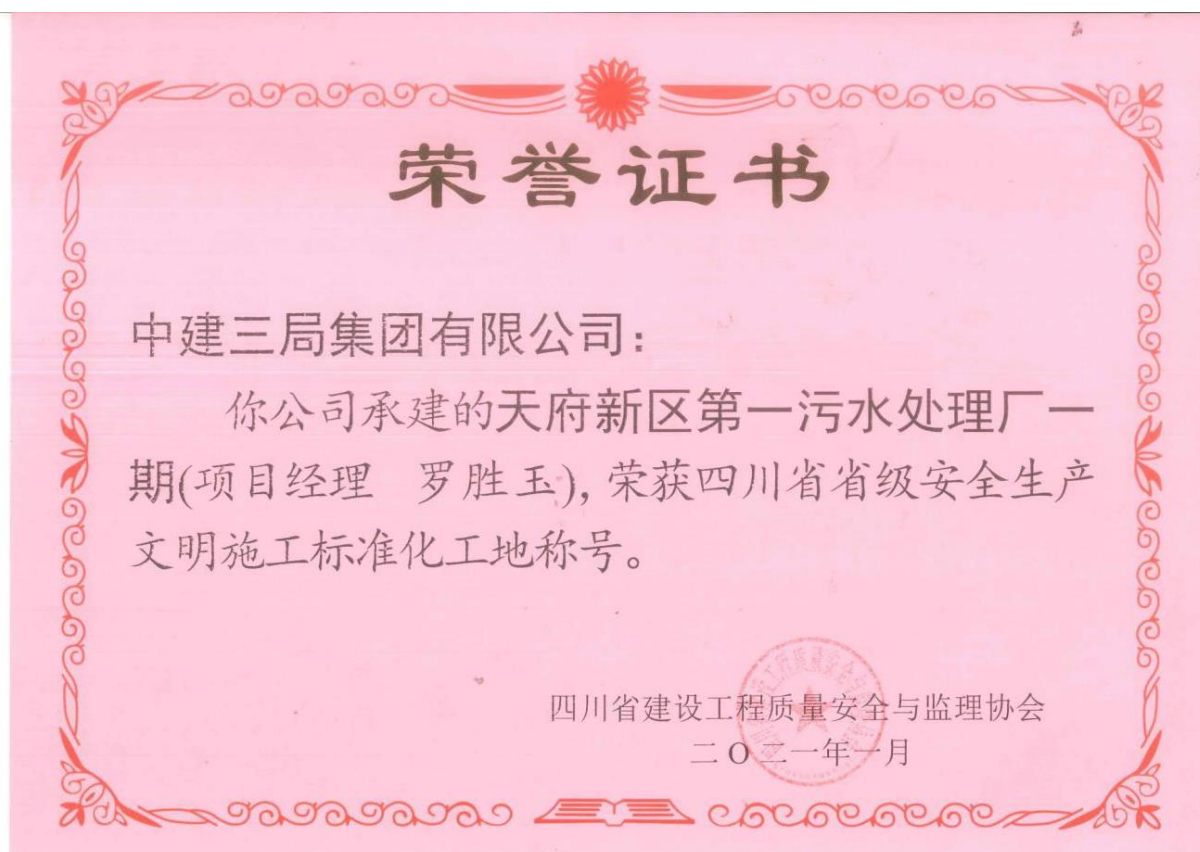 荣誉证书
中建三局集团有限公司：
你公司承建的天府新区第一污水处理厂一
期(项目经理 罗胜玉)，荣获四川省省级安全生产
文明施工标准化工地称号。
四川省建设工程质量安全与监理协会
二〇二一年一月